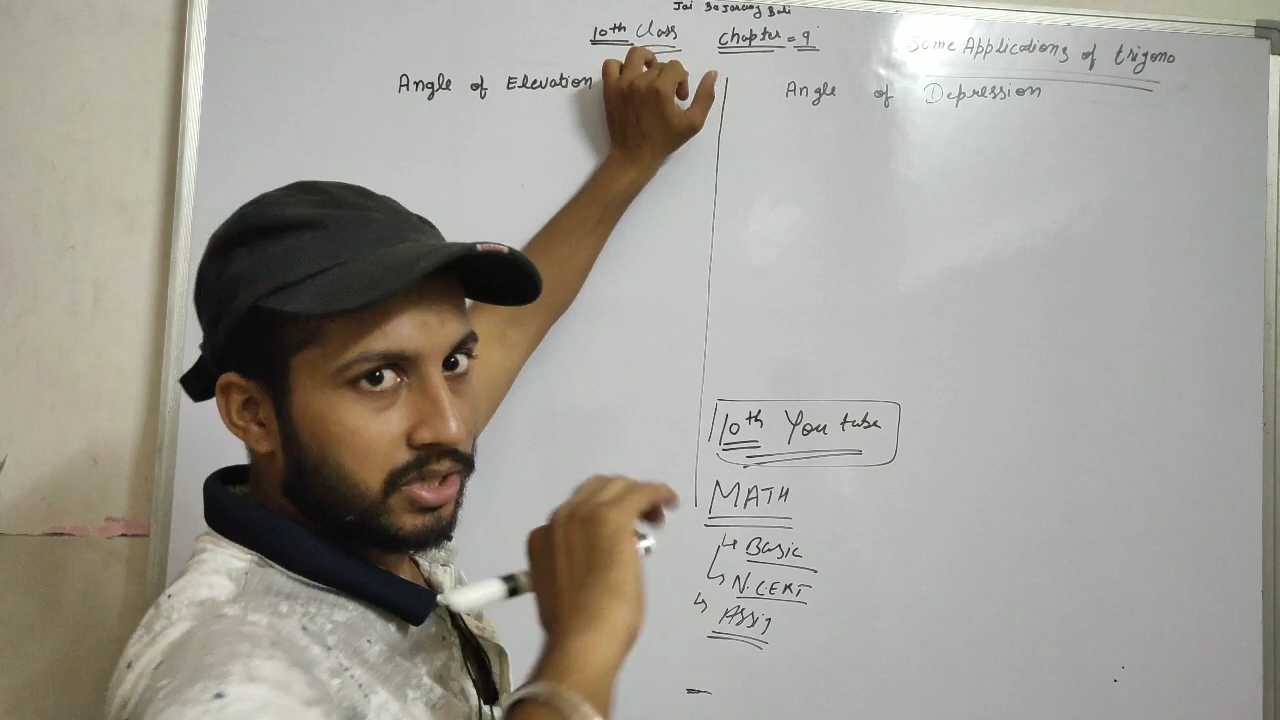 Jai Bajarang Bali
10th Class Chapter = 9
Some Applications of trigono
Angle of Elevation
Angle of Depression
10th You tube
MATH
↳ Basic
↳ N.CERT
↳ Assig